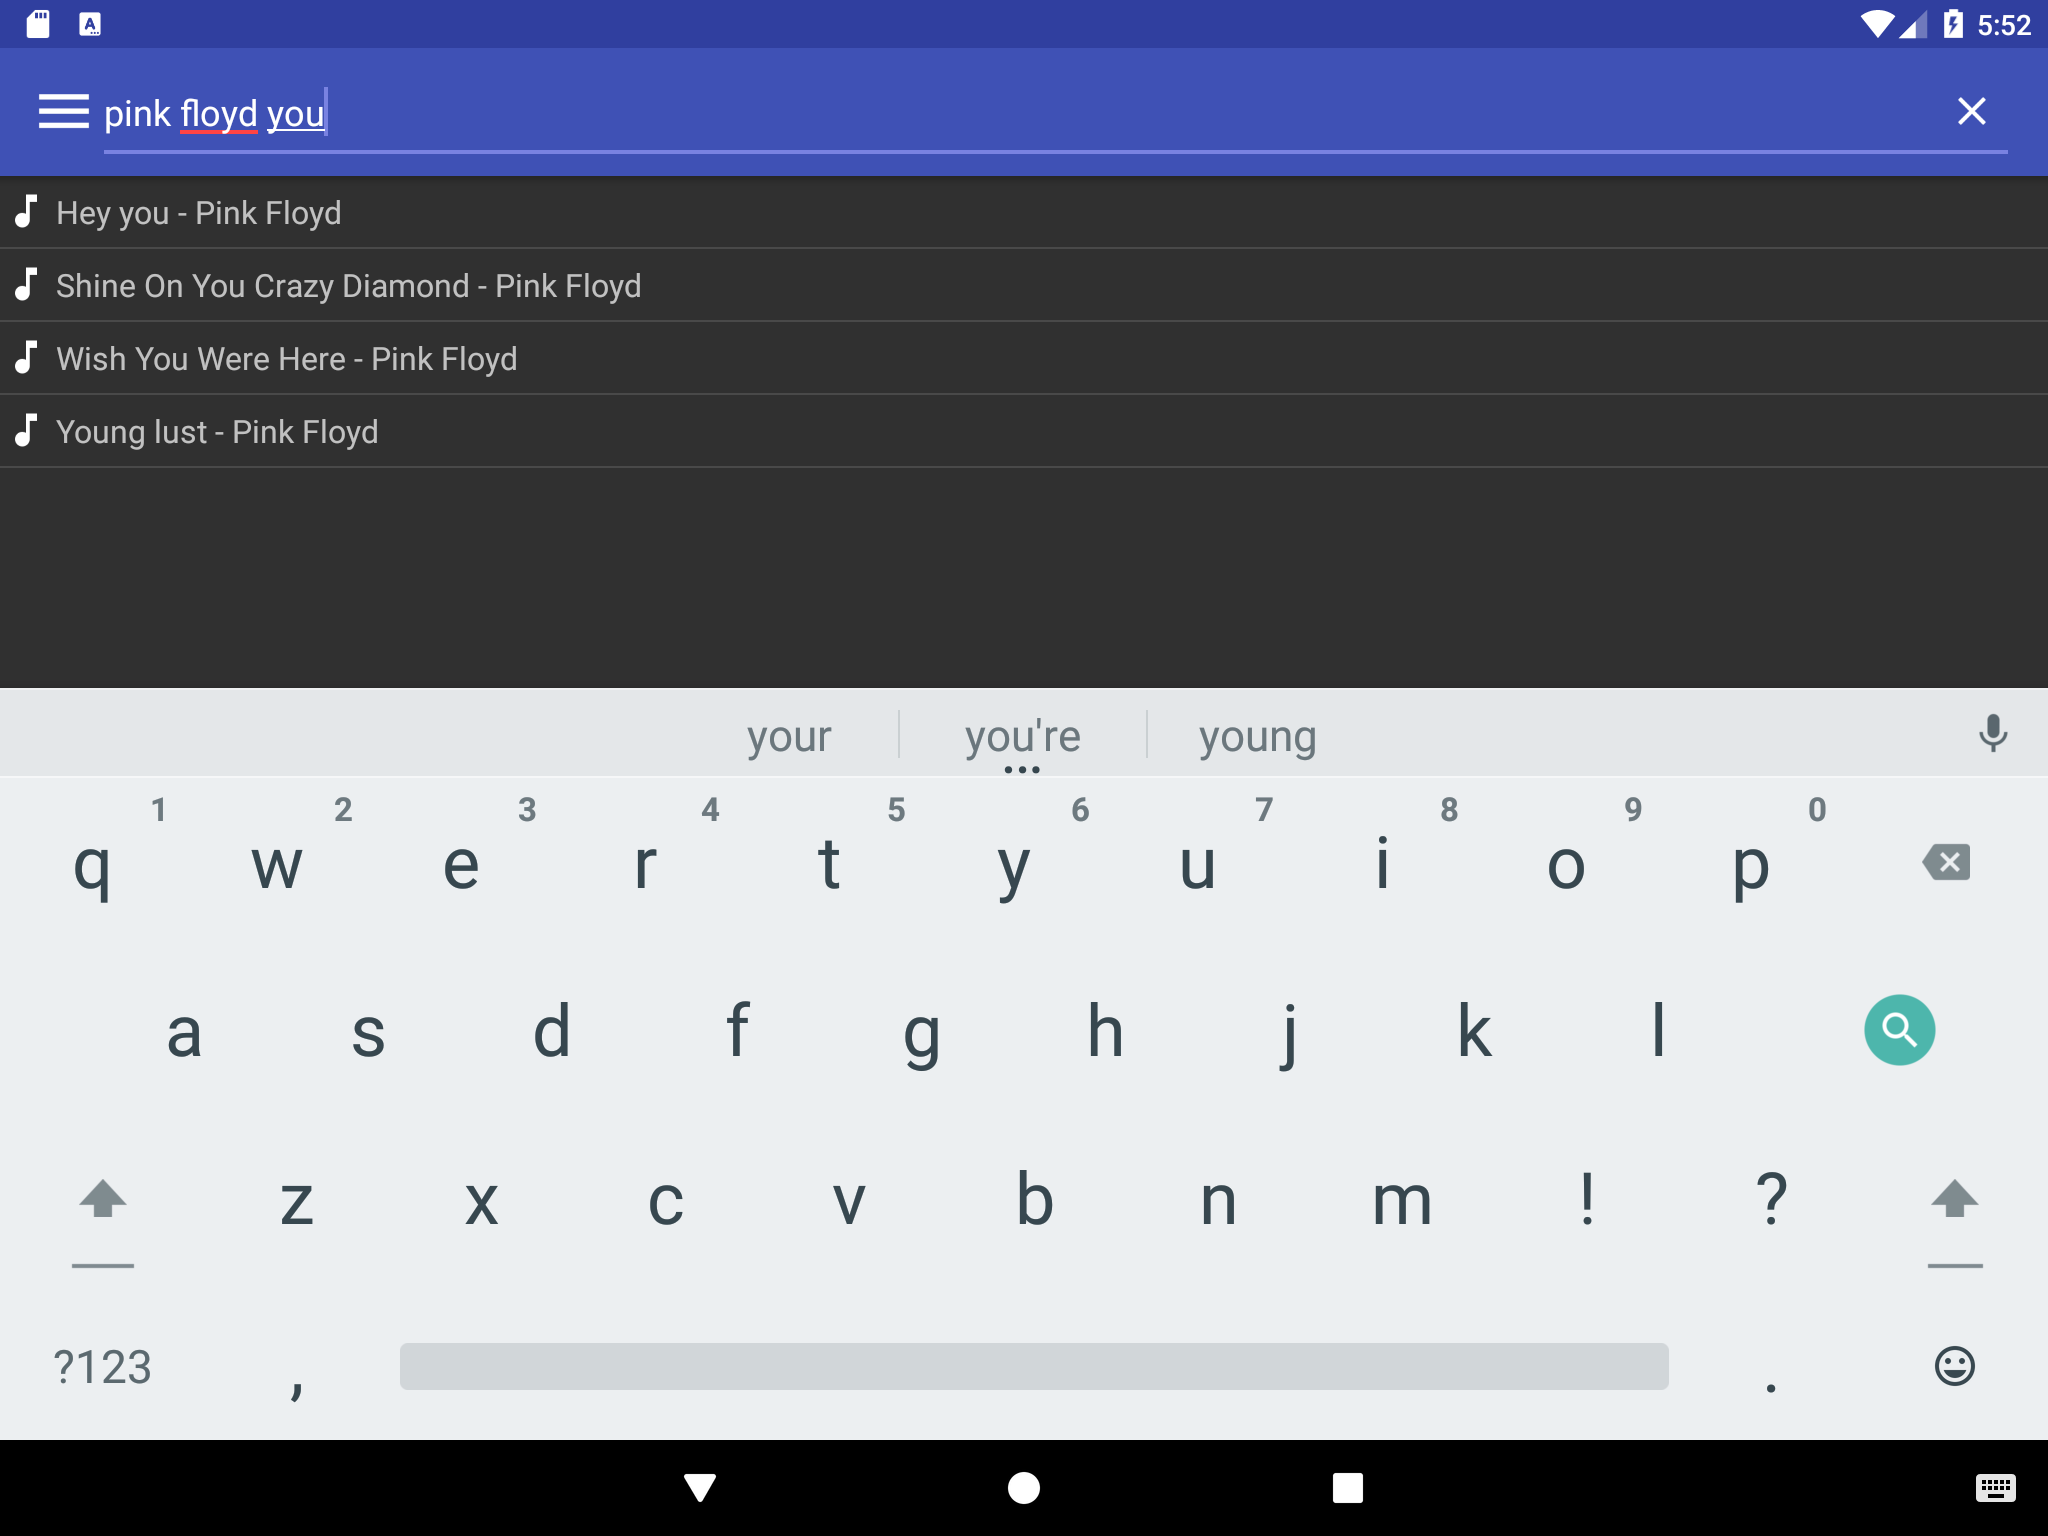 5:52
pink floyd you
Hey you - Pink Floyd
Shine On You Crazy Diamond - Pink Floyd
Wish You Were Here - Pink Floyd
Young lust - Pink Floyd
your you're young
1 2 3 4 5 6 7 8 9 0
q w e r t y u i o p
a s d f g h j k l
z x c v b n m ! ?
?123 , .